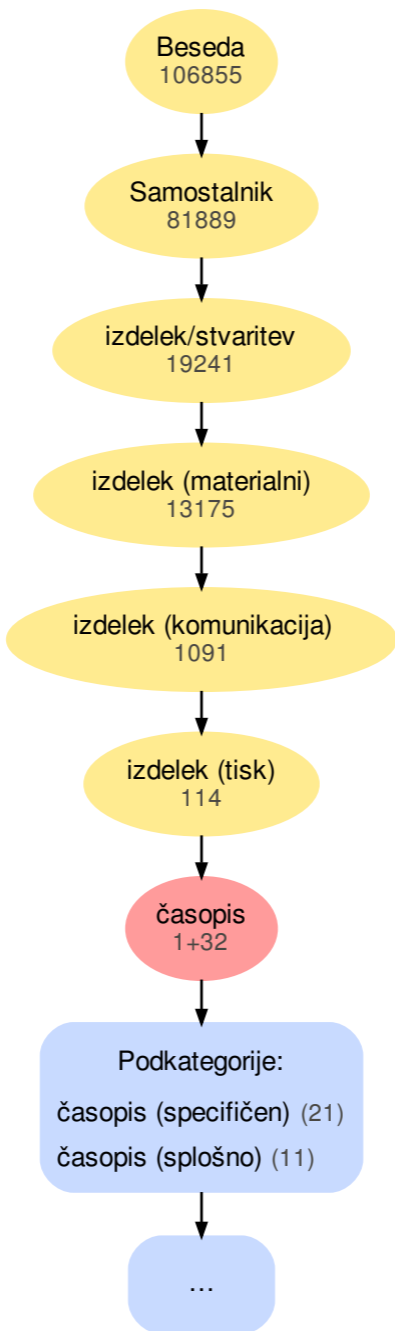 Beseda
106855
Samostalnik
81889
izdelek/stvaritev
19241
izdelek (materialni)
13175
izdelek (komunikacija)
1091
izdelek (tisk)
114
časopis
1+32
Podkategorije:
časopis (specifičen) (21)
časopis (splošno) (11)
...